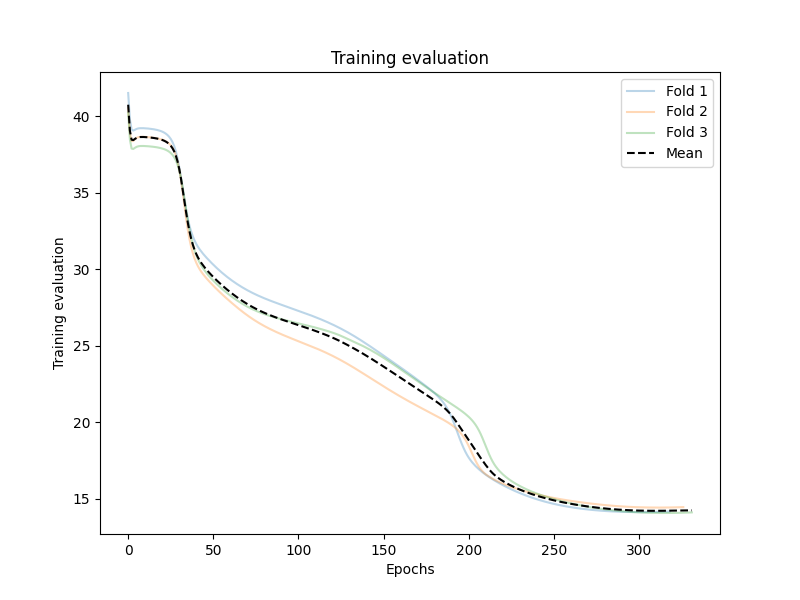 Training evaluation
Fold 1
Fold 2
Fold 3
Mean
Training evaluation
40
35
30
25
20
15
0 50 100 150 200 250 300
Epochs